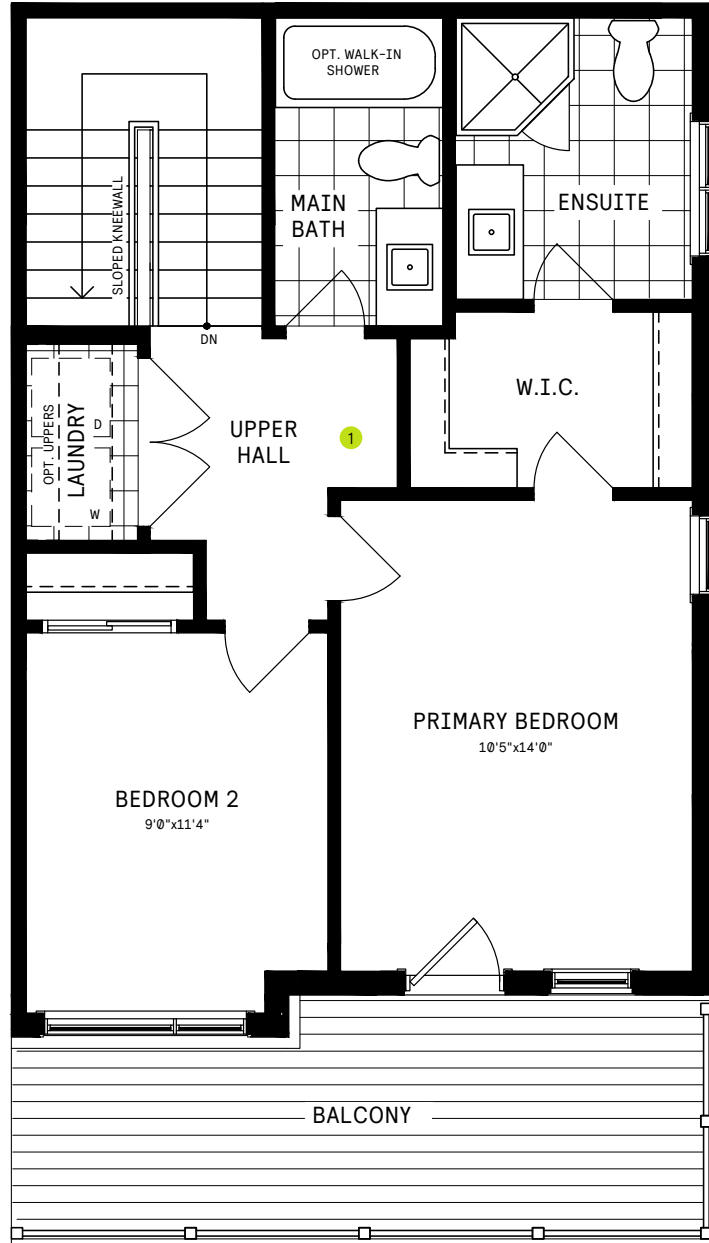 OPT. WALK-IN
SHOWER
SLOPED KNEEWALL
MAIN
BATH
ENSUITE
DN
W.I.C.
OPT. UPPERS
LAUNDRY
D
W
UPPER
HALL
1
PRIMARY BEDROOM
10'5"x14'0"
BEDROOM 2
9'0"x11'4"
BALCONY